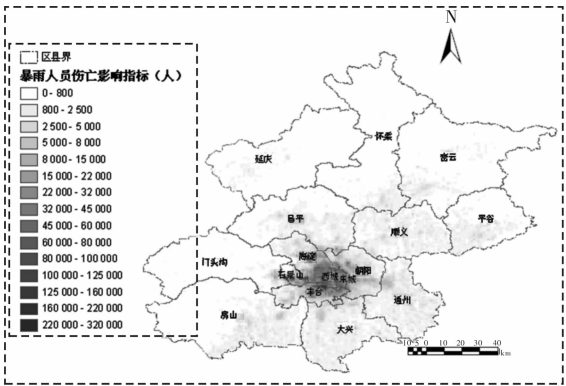 N
区县界
暴雨人员伤亡影响指标（人）
0 - 800
800 - 2 500
2 500 - 5 000
5 000 - 8 000
8 000 - 15 000
15 000 - 22 000
22 000 - 32 000
32 000 - 45 000
45 000 - 60 000
60 000 - 80 000
80 000 - 100 000
100 000 - 125 000
125 000 - 160 000
160 000 - 220 000
220 000 - 320 000
怀柔
延庆
密云
昌平
顺义
平谷
门头沟
海淀
朝阳
石景山
西城
东城
丰台
通州
房山
大兴
10 5 0 10 20 30 40
km